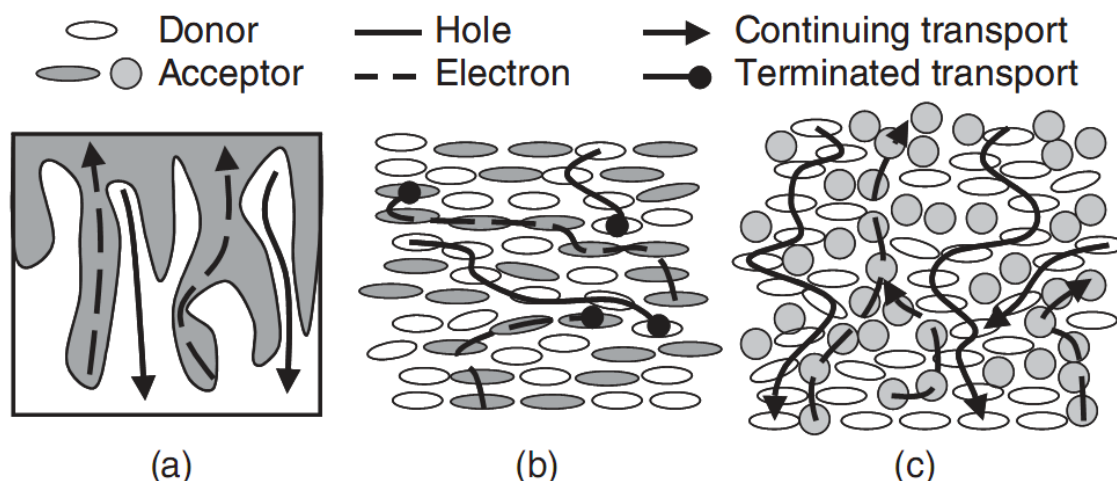 Donor Hole Continuing transport
Acceptor Electron Terminated transport
(a) (b) (c)